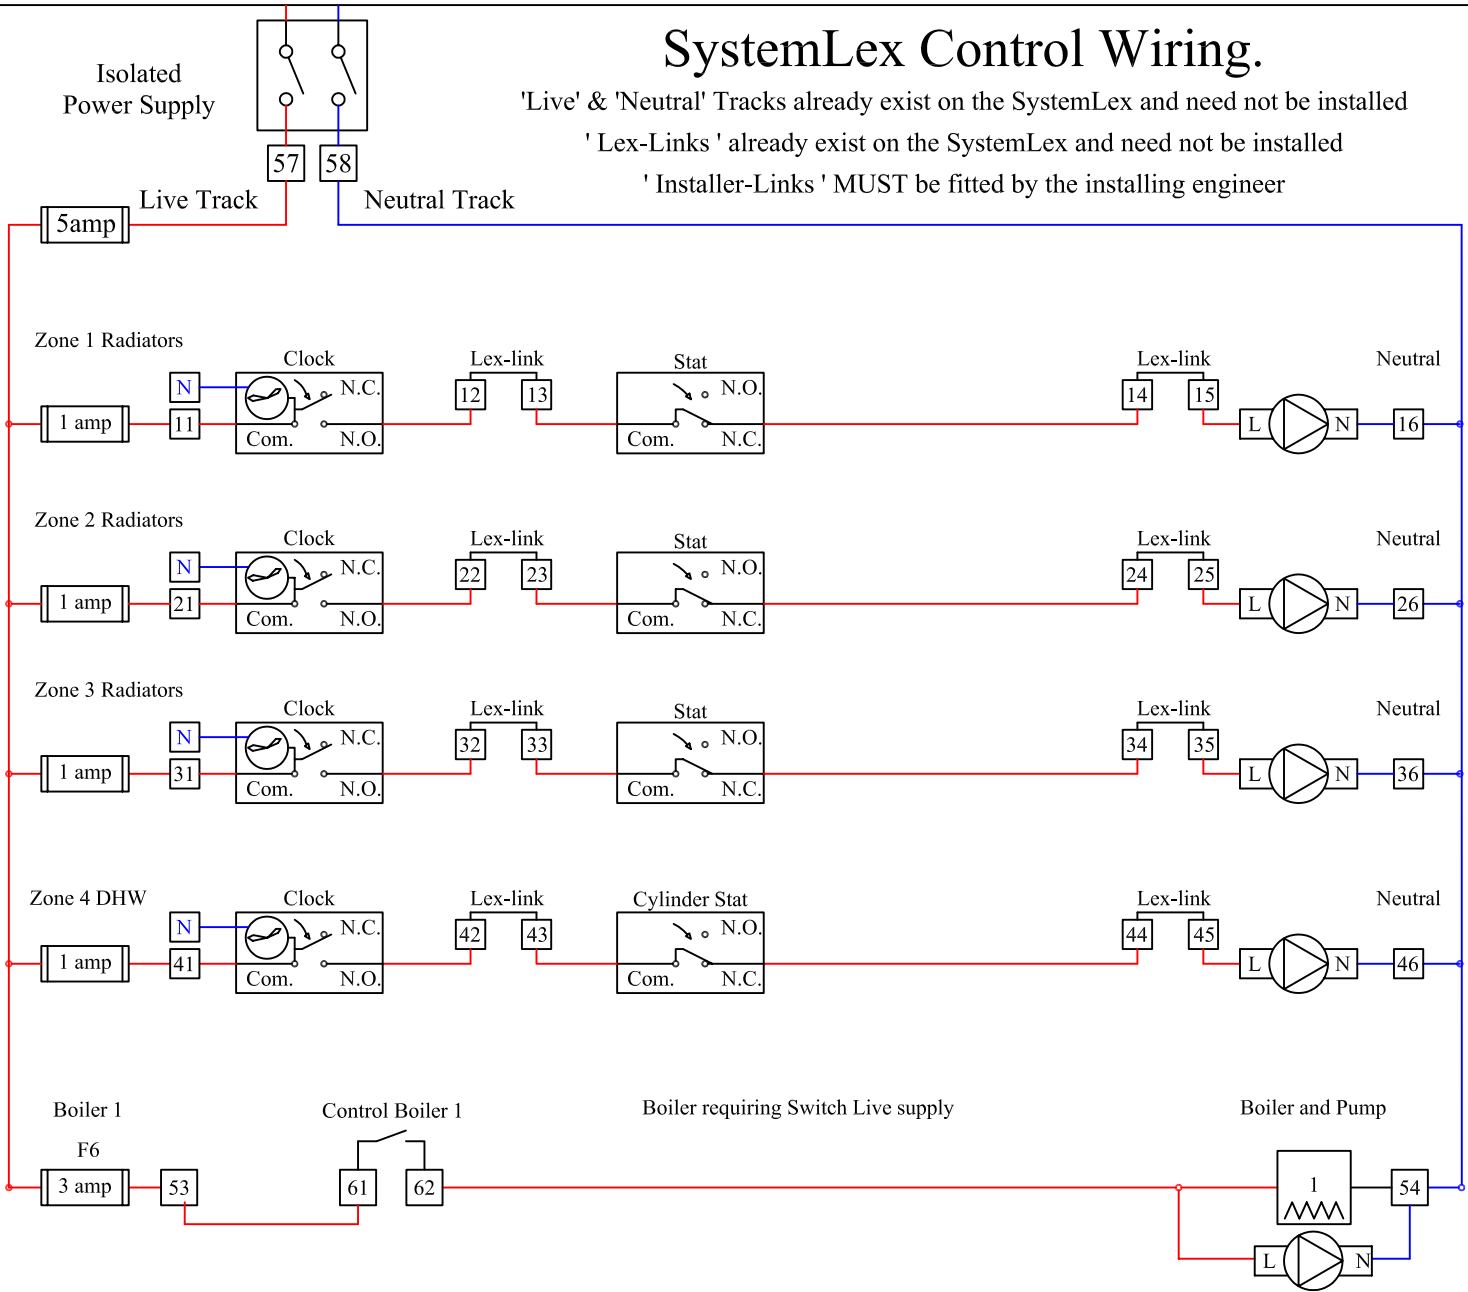 SystemLex Control Wiring.
Isolated
Power Supply
'Live' & 'Neutral' Tracks already exist on the SystemLex and need not be installed
' Lex-Links ' already exist on the SystemLex and need not be installed
' Installer-Links ' MUST be fitted by the installing engineer
57 58
Live Track Neutral Track
5amp
Zone 1 Radiators
Clock Lex-link Stat Lex-link Neutral
N N.C. 12 13 N.O. 14 15
1 amp 11 L N 16
Com. N.O. Com. N.C.
Zone 2 Radiators
Clock Lex-link Stat Lex-link Neutral
N N.C. 22 23 N.O. 24 25
1 amp 21 L N 26
Com. N.O. Com. N.C.
Zone 3 Radiators
Clock Lex-link Stat Lex-link Neutral
N N.C. 32 33 N.O. 34 35
1 amp 31 L N 36
Com. N.O. Com. N.C.
Zone 4 DHW
Clock Lex-link Cylinder Stat Lex-link Neutral
N N.C. 42 43 N.O. 44 45
1 amp 41 L N 46
Com. N.O. Com. N.C.
Boiler 1 Control Boiler 1 Boiler requiring Switch Live supply Boiler and Pump
F6
3 amp 53 61 62 1 54
L N